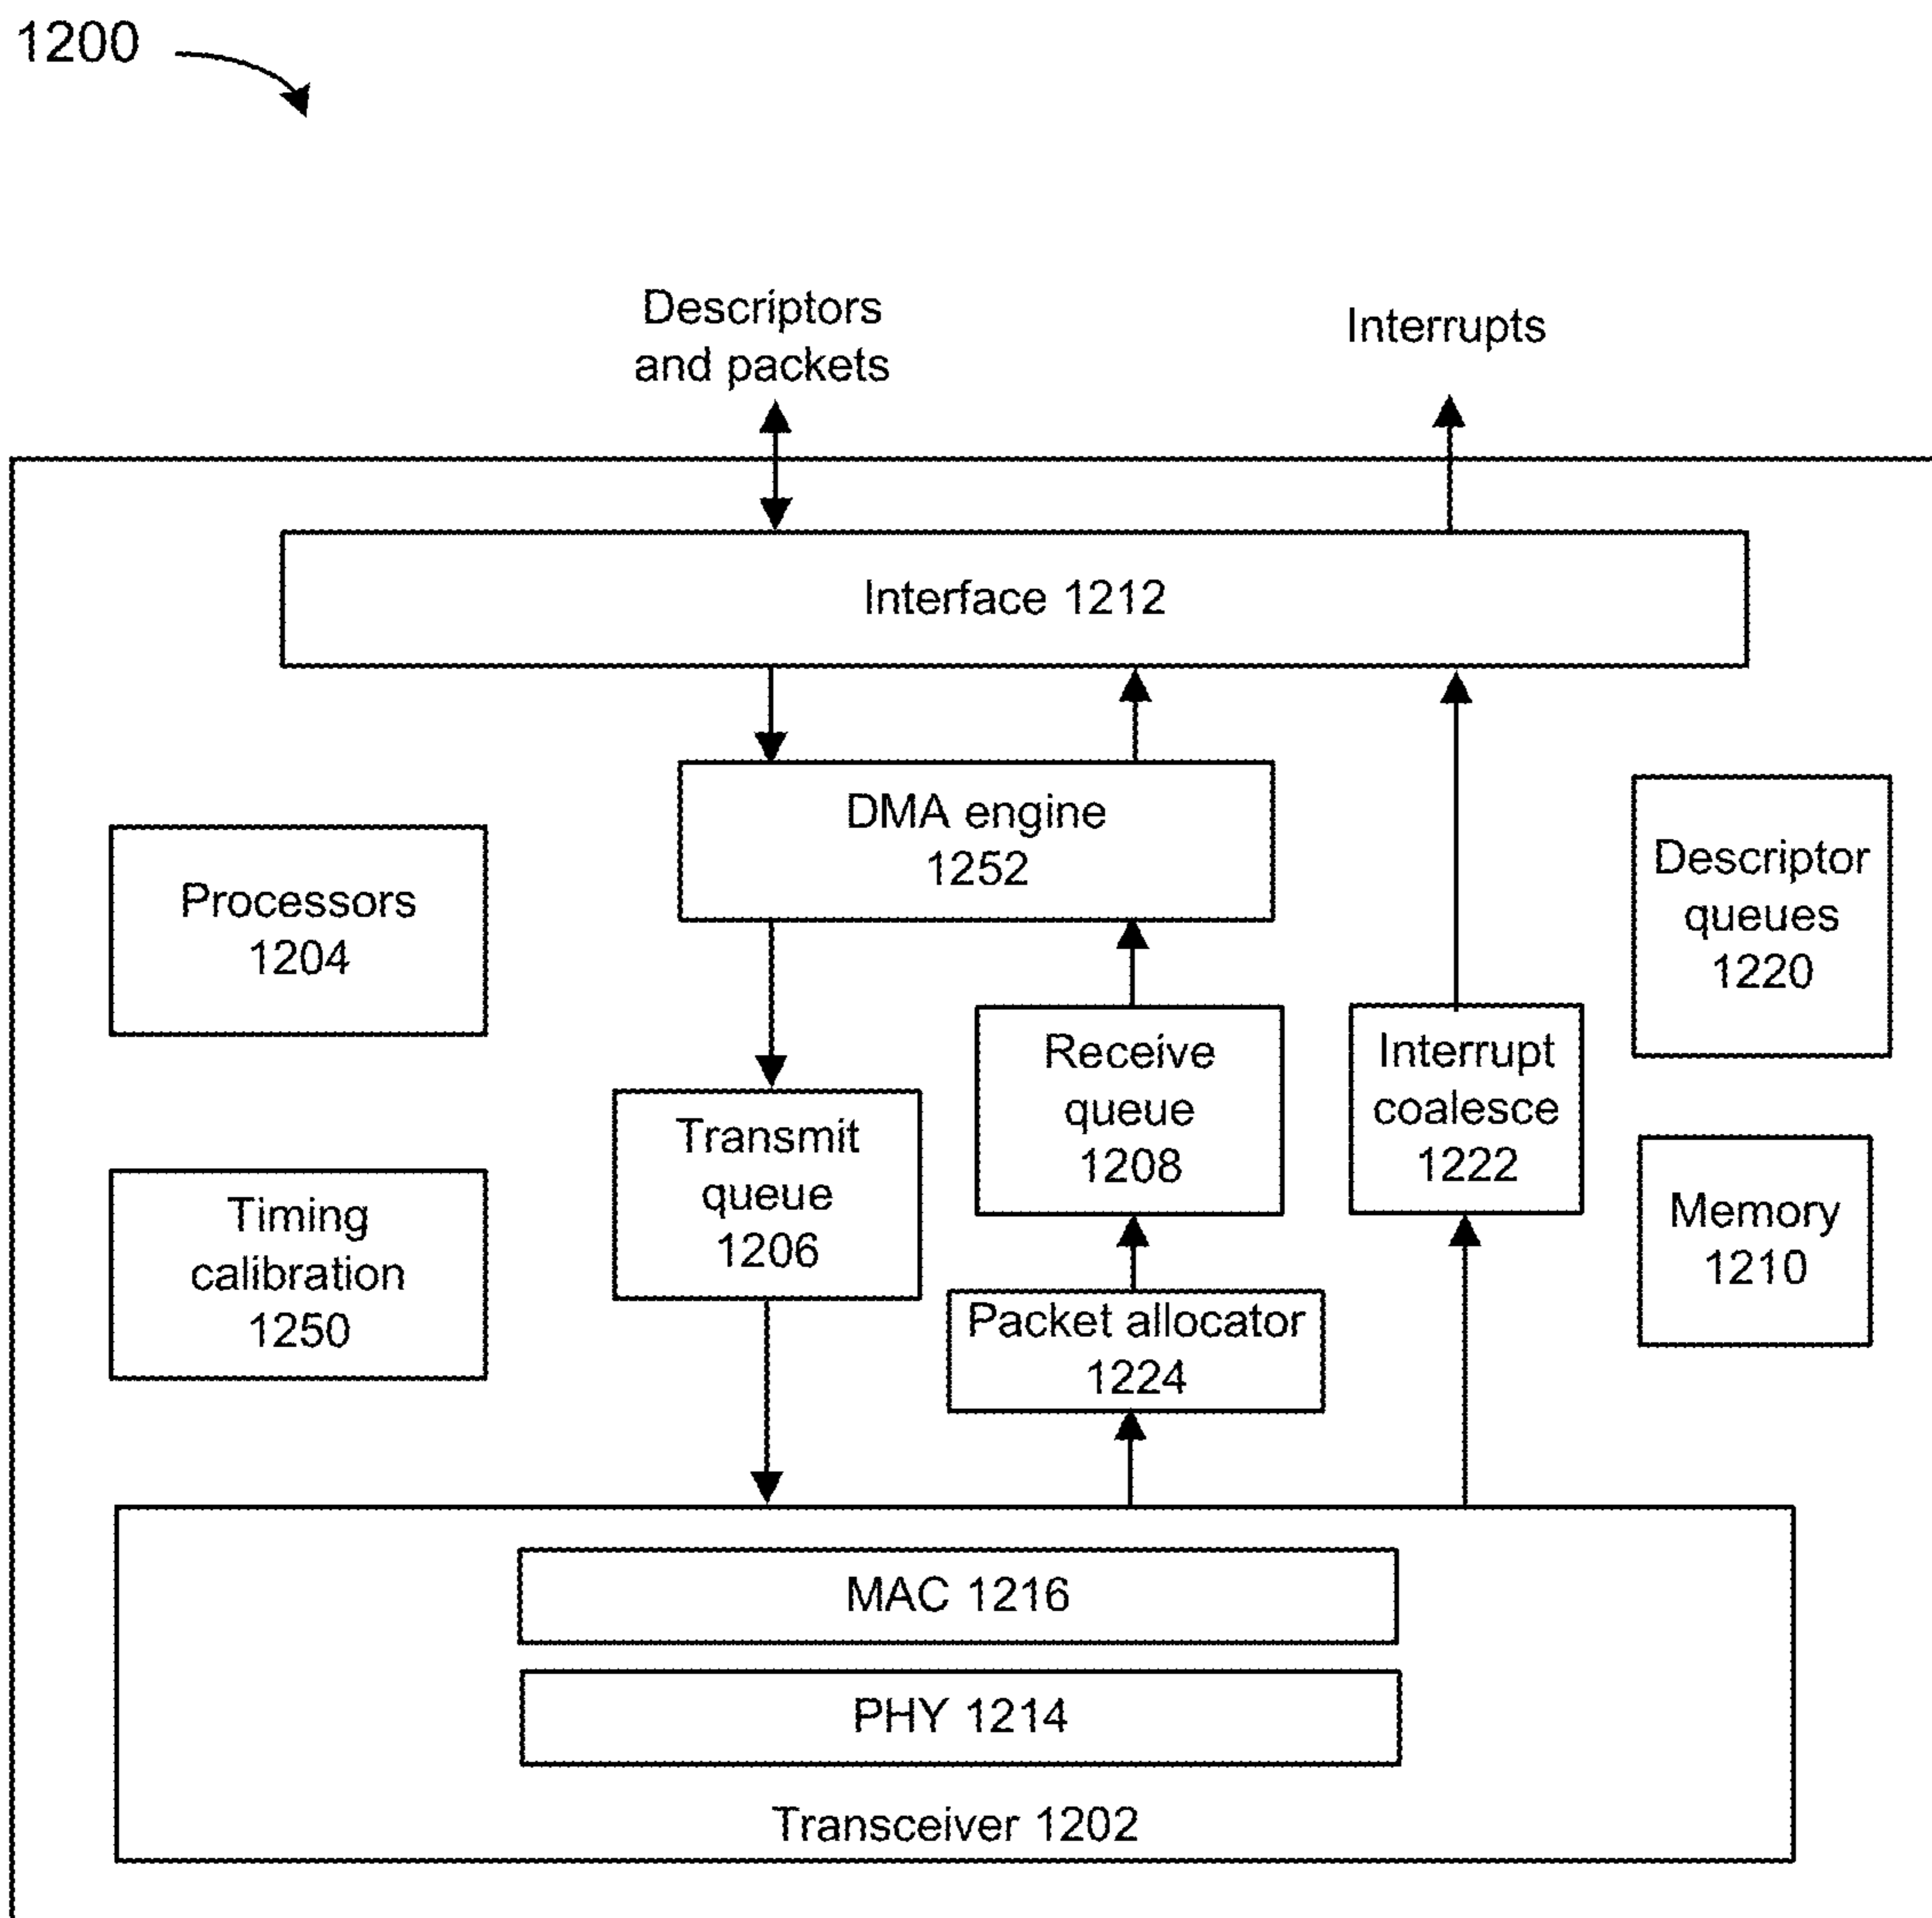 1200
Descriptors
and packets
Interrupts
Interface 1212
DMA engine
1252
Processors
1204
Descriptor
queues
1220
Receive
queue
1208
Interrupt
coalesce
1222
Transmit
queue
1206
Timing
calibration
1250
Memory
1210
Packet allocator
1224
MAC 1216
PHY 1214
Transceiver 1202